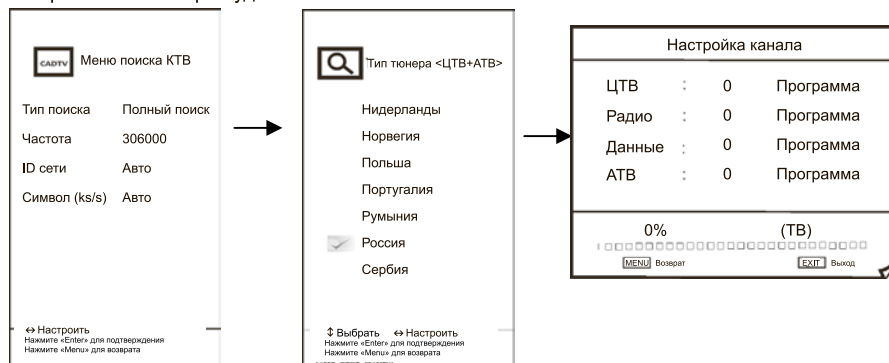 CADTV Меню поиска КТВ
Тип поиска Полный поиск
Частота 306000
ID сети Авто
Символ (ks/s) Авто
⇔ Настроить
Нажмите «Enter» для подтверждения
Нажмите «Menu» для возврата
Тип тюнера <ЦТВ+АТВ>
Нидерланды
Норвегия
Польша
Португалия
Румыния
Россия
Сербия
⇕ Выбрать ⇔ Настроить
Нажмите «Enter» для подтверждения
Нажмите «Menu» для возврата
Настройка канала
ЦТВ : 0 Программа
Радио : 0 Программа
Данные : 0 Программа
АТВ : 0 Программа
0% (ТВ)
MENU Возврат EXIT Выход